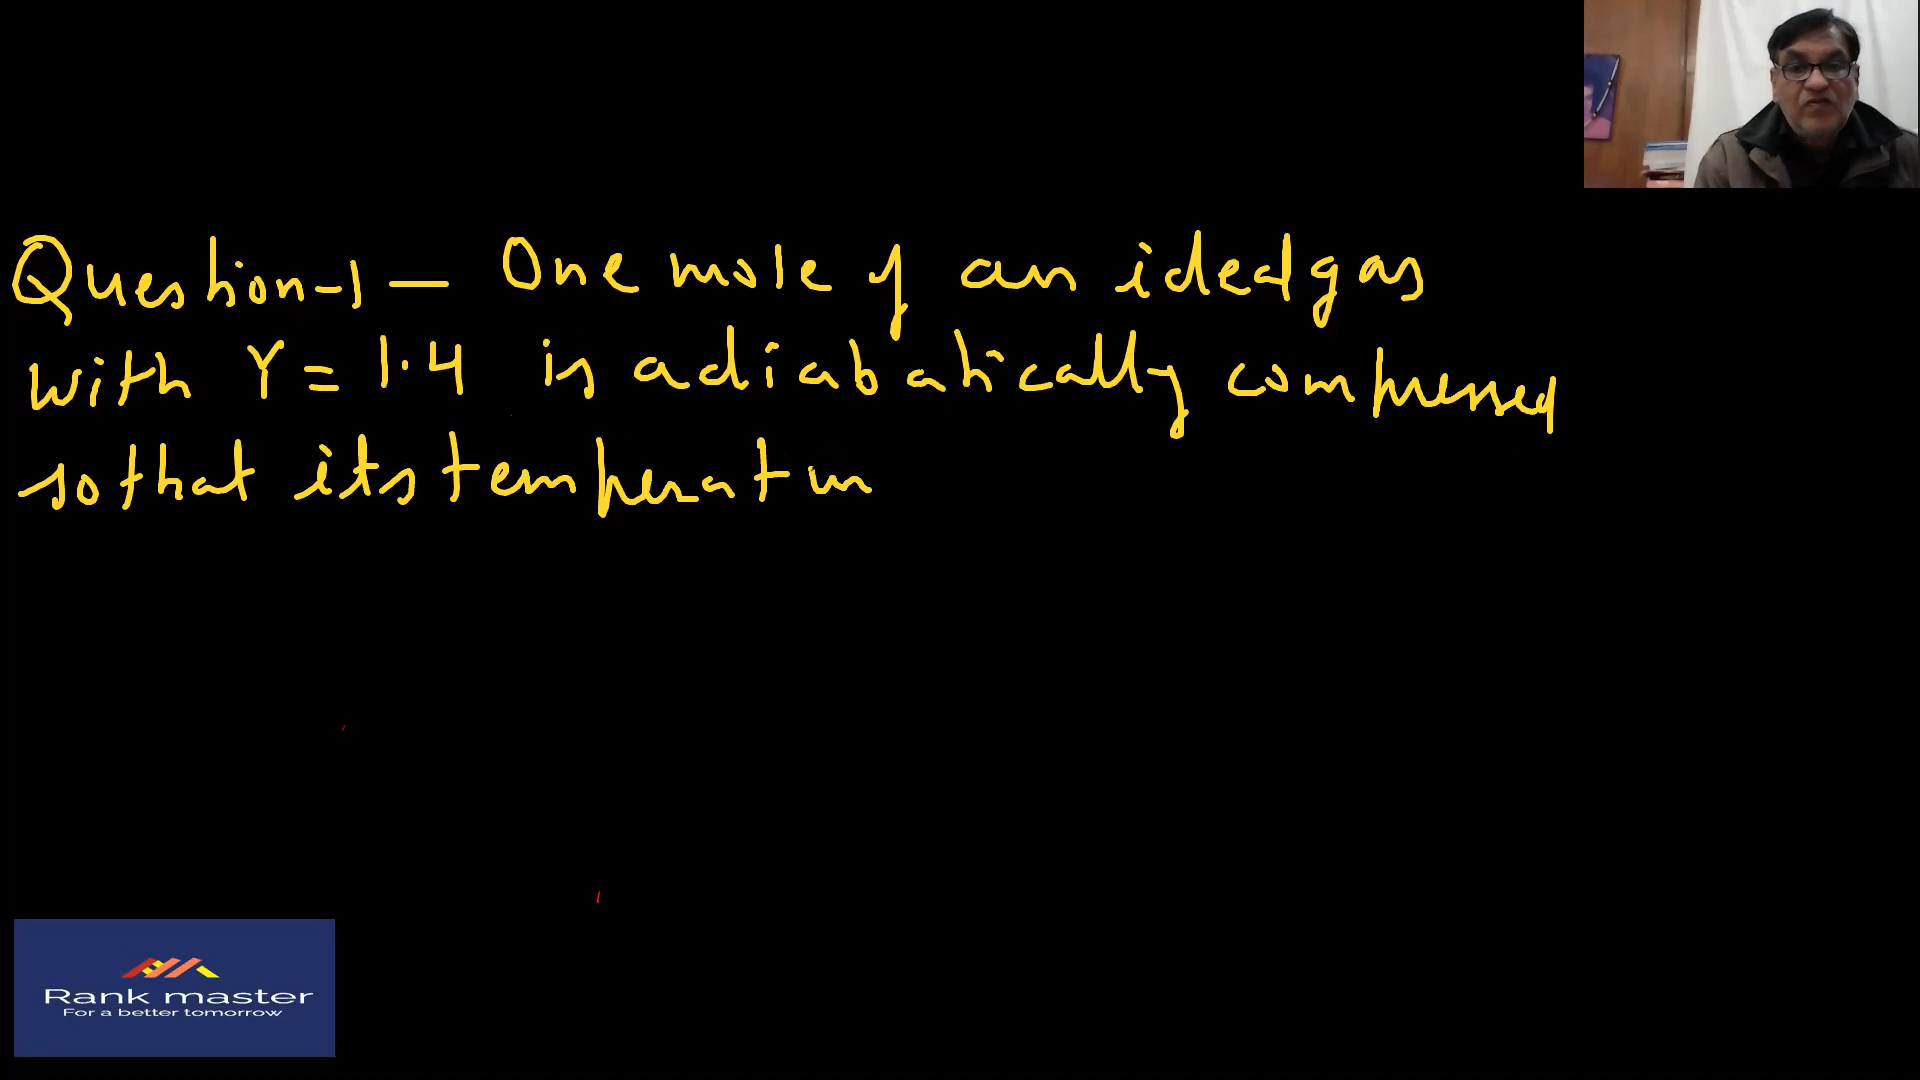 Question-1 — One mole of an ideal gas
with γ = 1.4 is adiabatically compressed
so that its temperatur
Rank master
For a better tomorrow